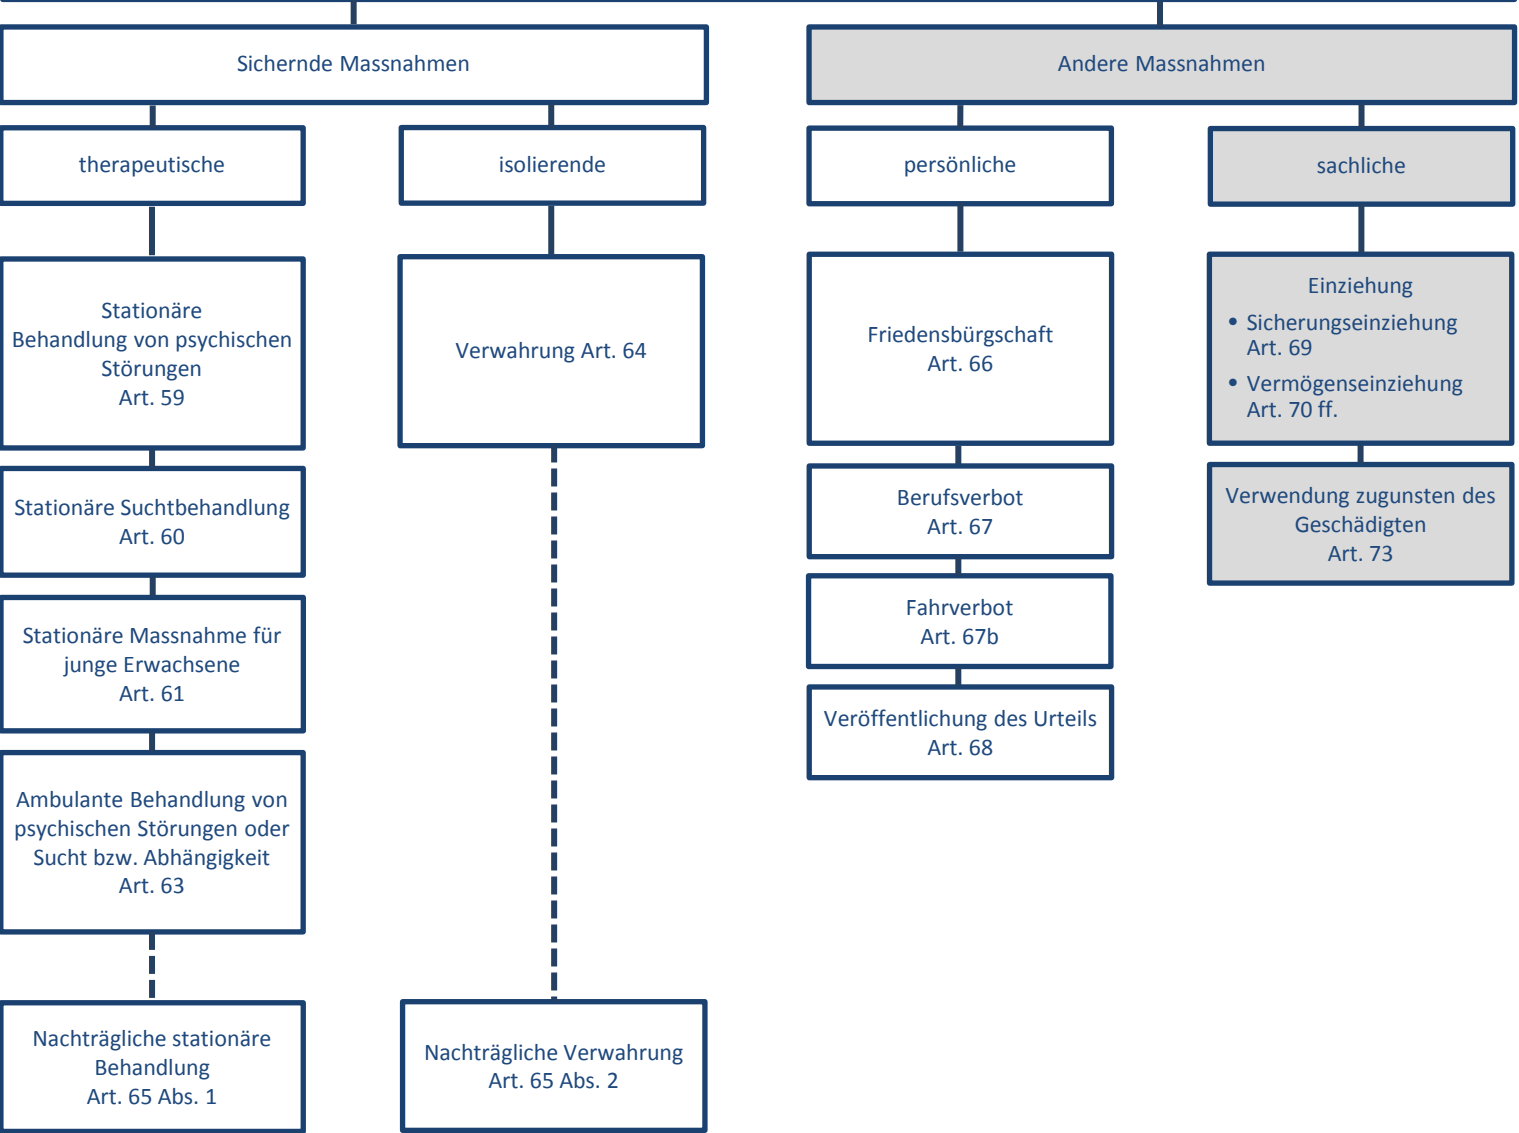 Sichernde Massnahmen
Andere Massnahmen
therapeutische
isolierende
persönliche
sachliche
Stationäre
Behandlung von psychischen
Störungen
Art. 59
Stationäre Suchtbehandlung
Art. 60
Stationäre Massnahme für
junge Erwachsene
Art. 61
Ambulante Behandlung von
psychischen Störungen oder
Sucht bzw. Abhängigkeit
Art. 63
Nachträgliche stationäre
Behandlung
Art. 65 Abs. 1
Verwahrung Art. 64
Nachträgliche Verwahrung
Art. 65 Abs. 2
Friedensbürgschaft
Art. 66
Berufsverbot
Art. 67
Fahrverbot
Art. 67b
Veröffentlichung des Urteils
Art. 68
Einziehung
• Sicherungseinziehung
Art. 69
• Vermögenseinziehung
Art. 70 ff.
Verwendung zugunsten des
Geschädigten
Art. 73